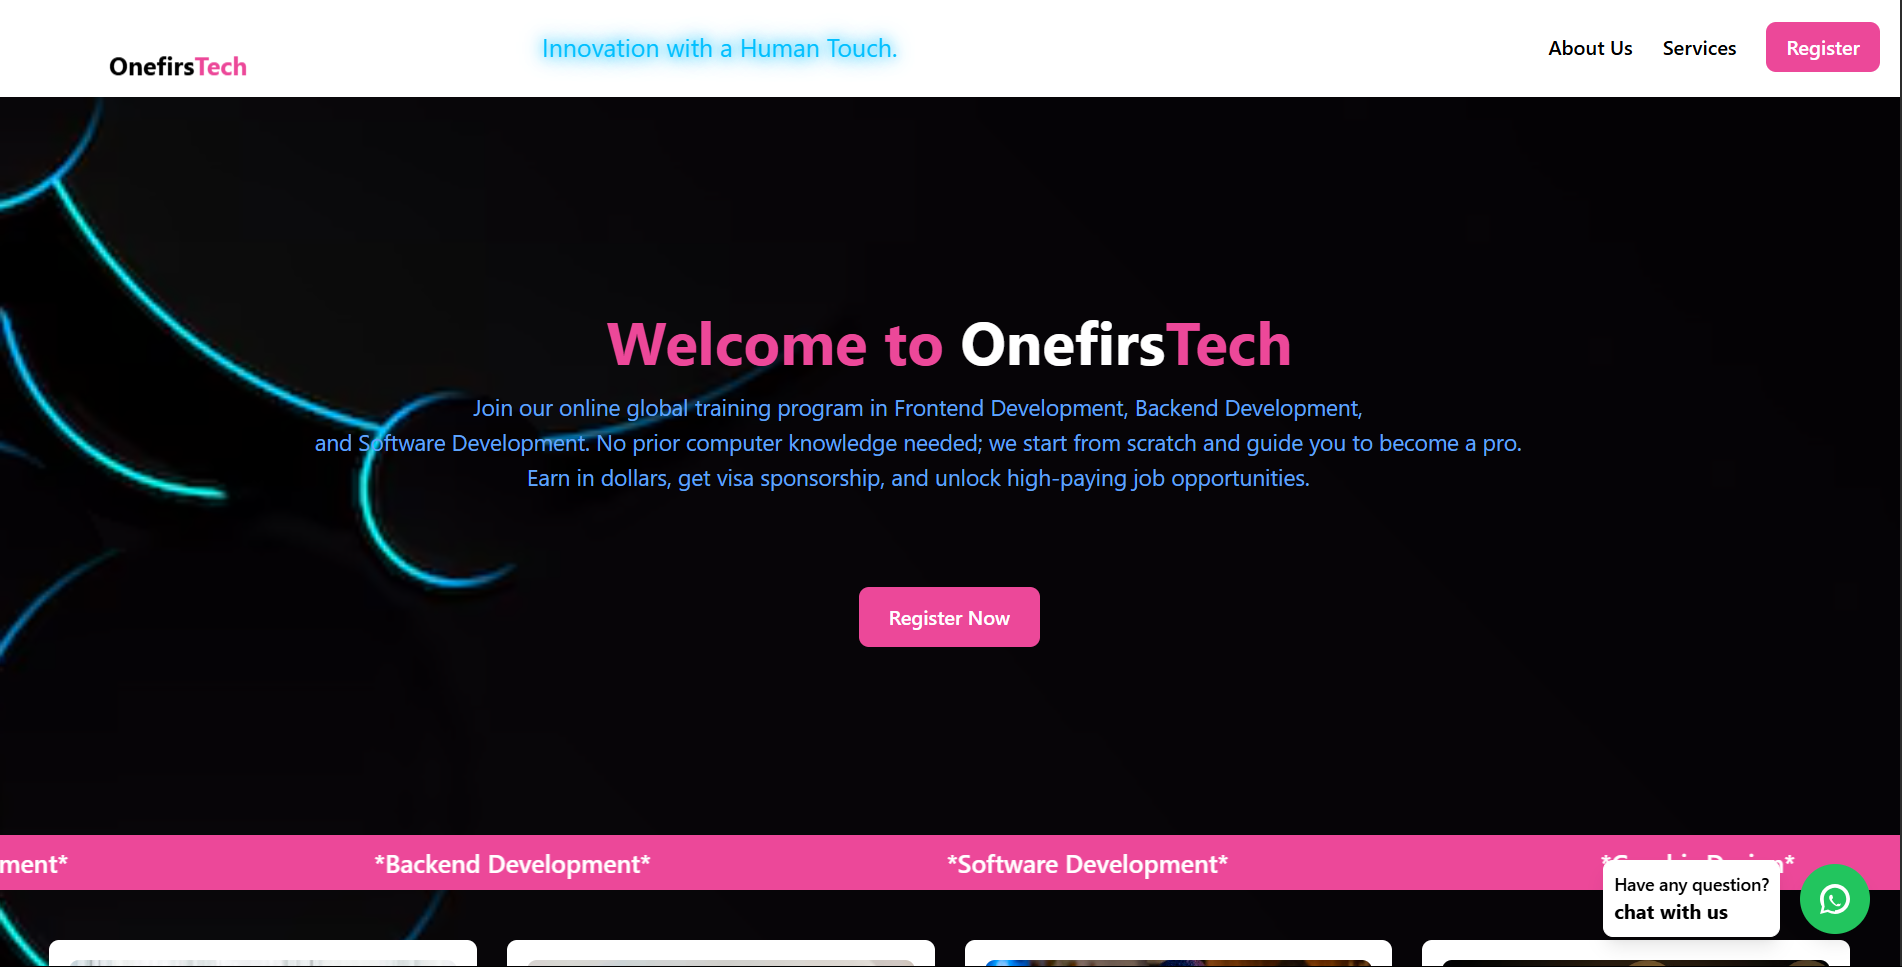 Innovation with a Human Touch.
About Us
Services
Register
OnefirsTech
Welcome to OnefirsTech
Join our online global training program in Frontend Development, Backend Development,
and Software Development. No prior computer knowledge needed; we start from scratch and guide you to become a pro.
Earn in dollars, get visa sponsorship, and unlock high-paying job opportunities.
Register Now
ment*
*Backend Development*
*Software Development*
Have any question?
chat with us